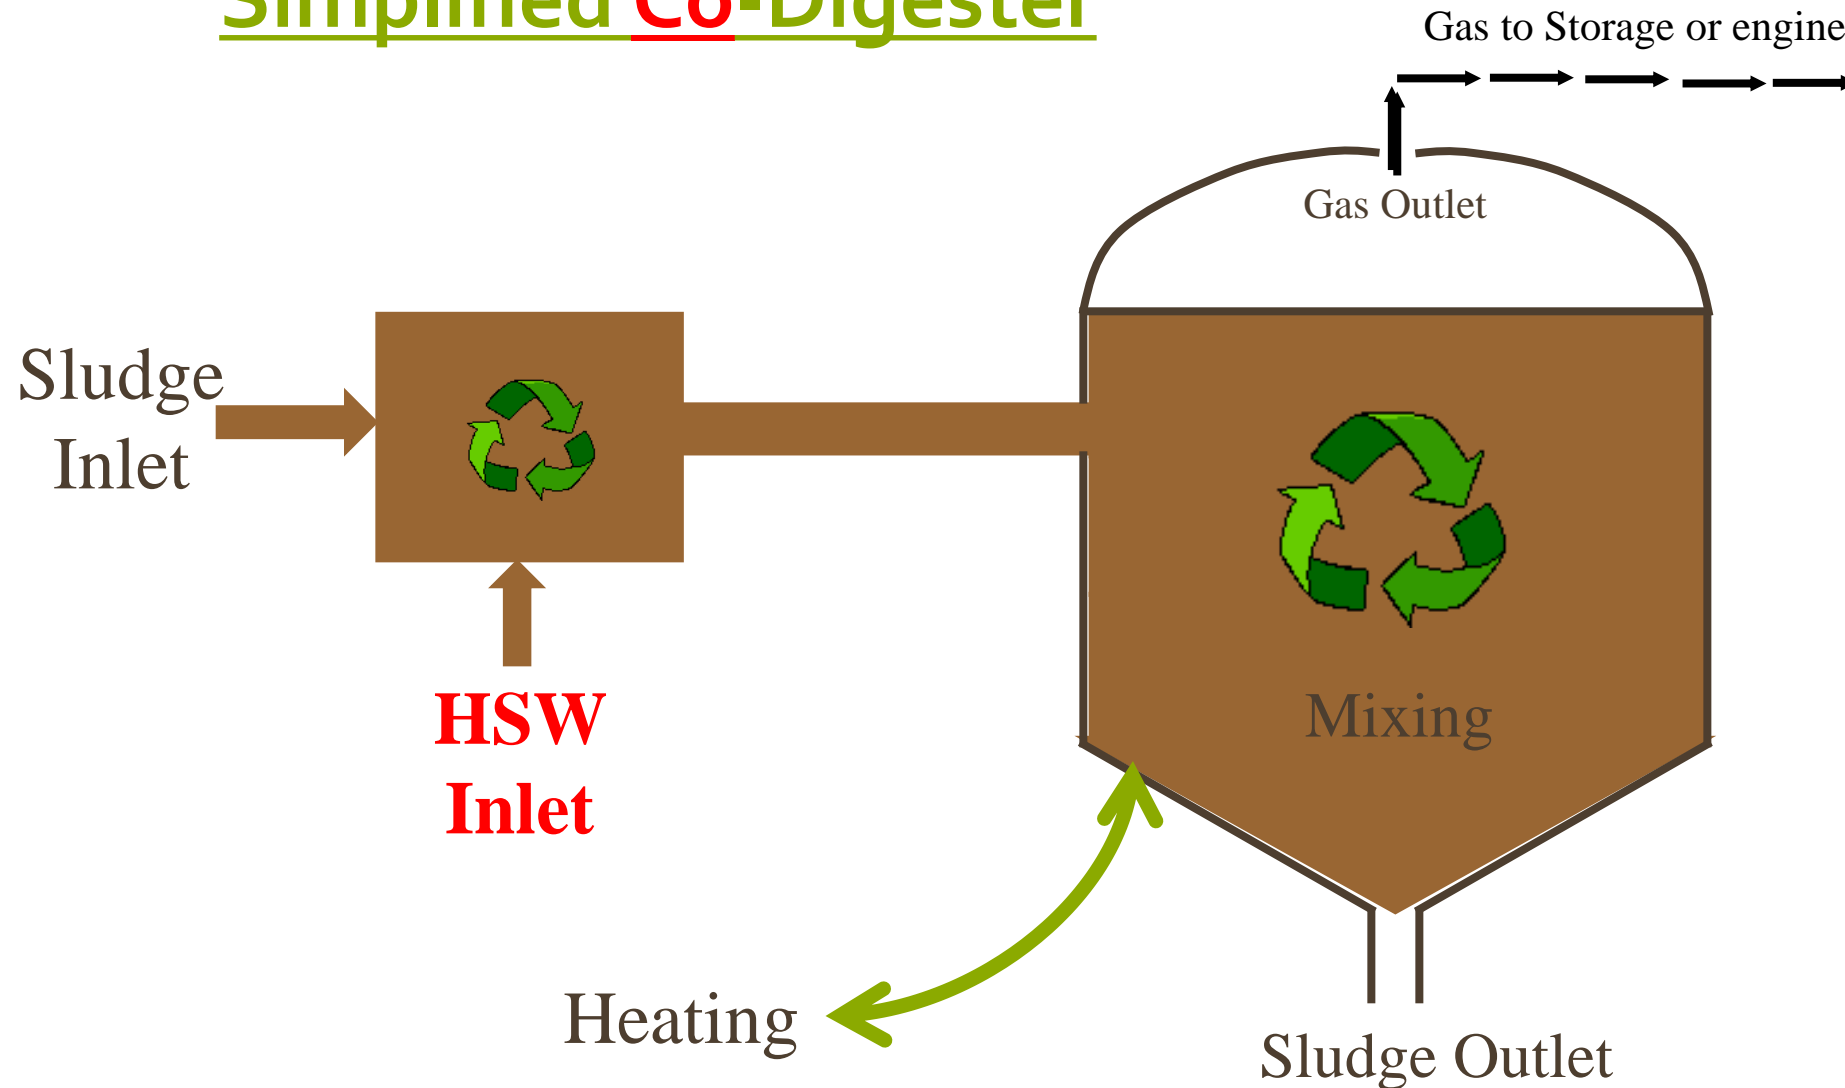 Simplified Co-Digester
Gas to Storage or engine
Gas Outlet
Sludge
Inlet
HSW
Inlet
Mixing
Heating
Sludge Outlet